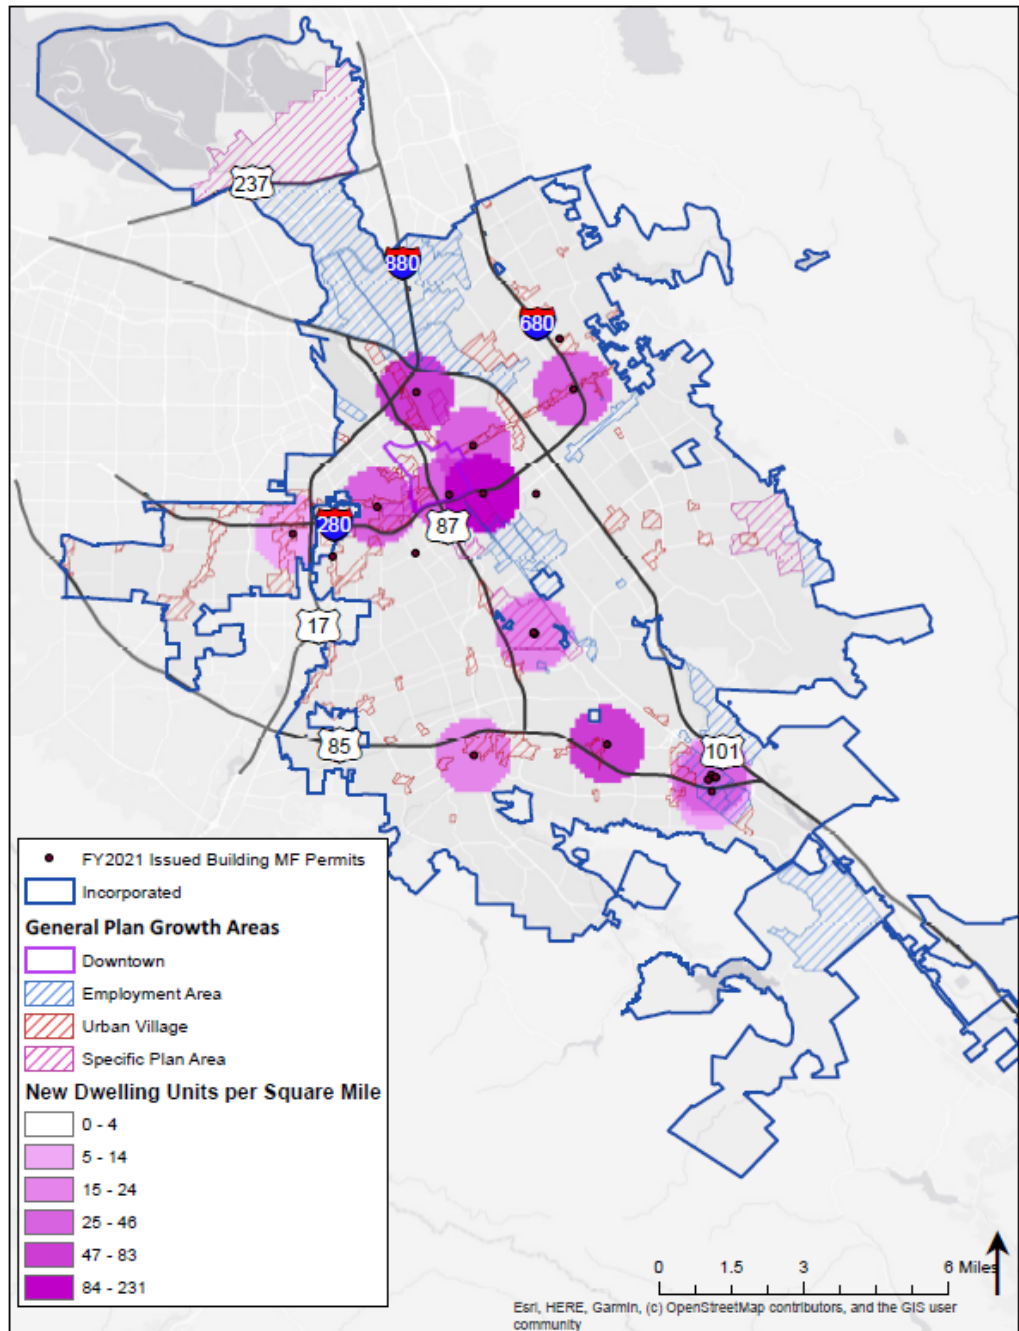 237
880
680
280
87
17
85
101
FY2021 Issued Building MF Permits
Incorporated
General Plan Growth Areas
Downtown
Employment Area
Urban Village
Specific Plan Area
New Dwelling Units per Square Mile
0 - 4
5 - 14
15 - 24
25 - 46
47 - 83
84 - 231
0 1.5 3 6 Miles
Esri, HERE, Garmin, (c) OpenStreetMap contributors, and the GIS user
community